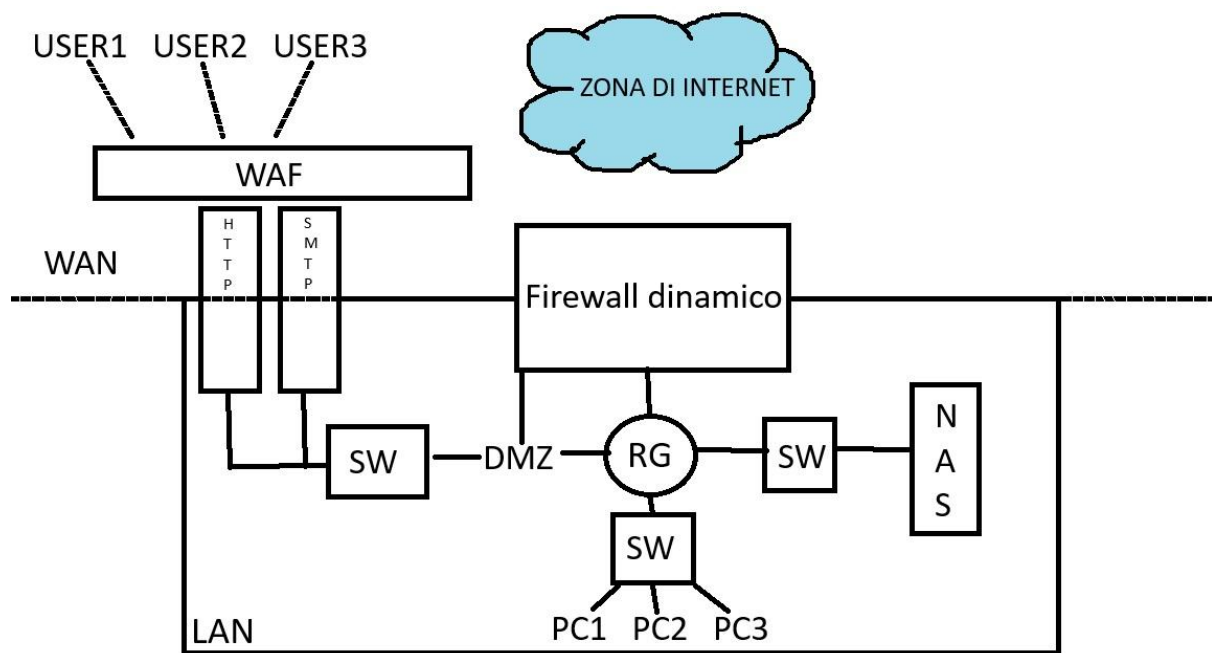 USER1 USER2 USER3
ZONA DI INTERNET
WAF
HTTP
SMTP
WAN
Firewall dinamico
SW
DMZ
RG
SW
NAS
SW
PC1 PC2 PC3
LAN